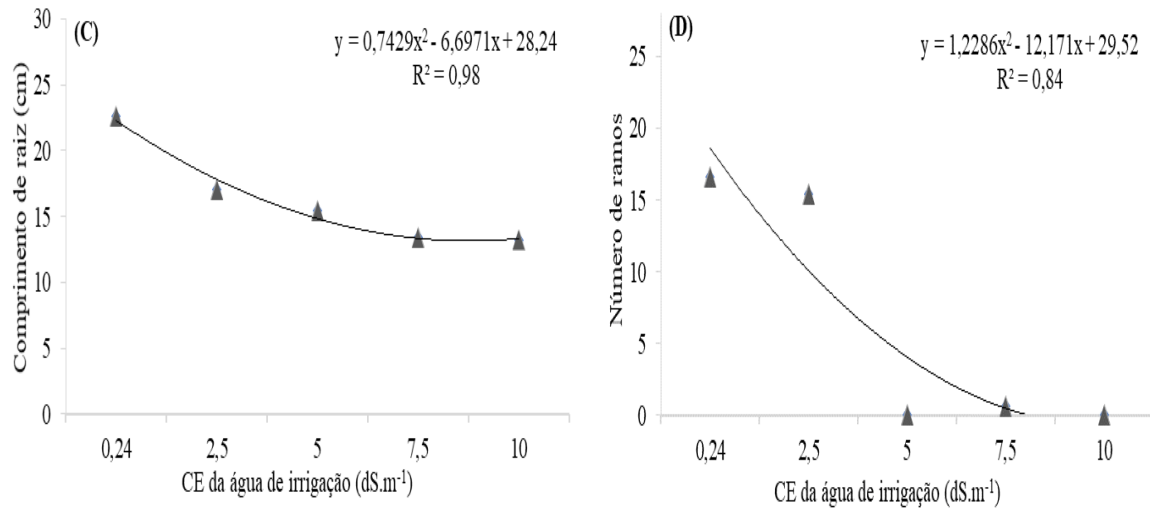 (C)
y = 0,7429x² - 6,6971x + 28,24
R² = 0,98
Comprimento de raiz (cm)
30
25
20
15
10
5
0
0,24 2,5 5 7,5 10
CE da água de irrigação (dS.m⁻¹)
(D)
y = 1,2286x² - 12,171x + 29,52
R² = 0,84
Número de ramos
25
20
15
10
5
0
0,24 2,5 5 7,5 10
CE da água de irrigação (dS.m⁻¹)